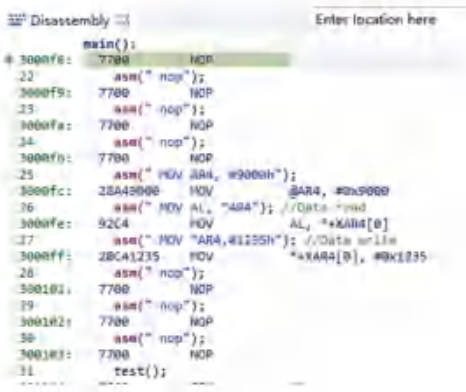 Disassembly Enter location here
main():
3000f8: 7700 NOP
22 asm(" nop");
3000f9: 7700 NOP
23 asm(" nop");
3000fa: 7700 NOP
24 asm(" nop");
3000fb: 7700 NOP
25 asm(" MOV @AR4, #9000H");
3000fc: 28A49000 MOV @AR4, #0x9000
26 asm(" MOV AL, *AR4"); //Data read
3000fe: 92C4 MOV AL, *+XAR4[0]
27 asm(" MOV *AR4,#1235H"); //Data write
3000ff: 28C41235 MOV *+XAR4[0], #0x1235
28 asm(" nop");
300101: 7700 NOP
29 asm(" nop");
300102: 7700 NOP
30 asm(" nop");
300103: 7700 NOP
31 test();